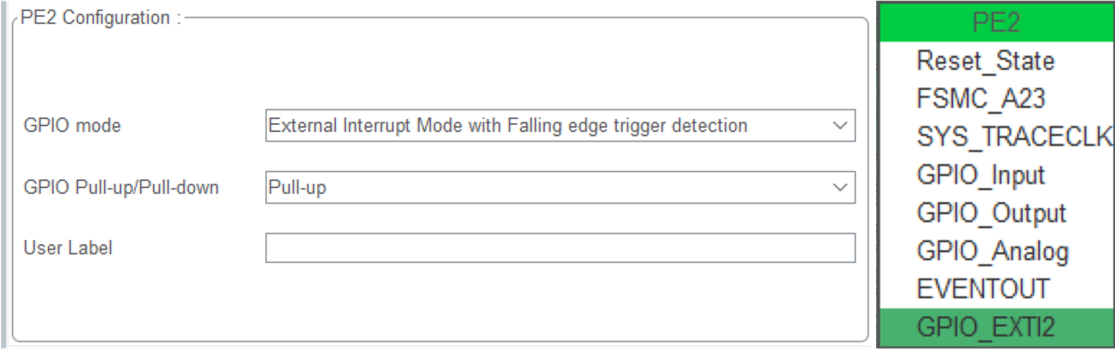 PE2 Configuration :
GPIO mode
External Interrupt Mode with Falling edge trigger detection
GPIO Pull-up/Pull-down
Pull-up
User Label
PE2
Reset_State
FSMC_A23
SYS_TRACECLK
GPIO_Input
GPIO_Output
GPIO_Analog
EVENTOUT
GPIO_EXTI2